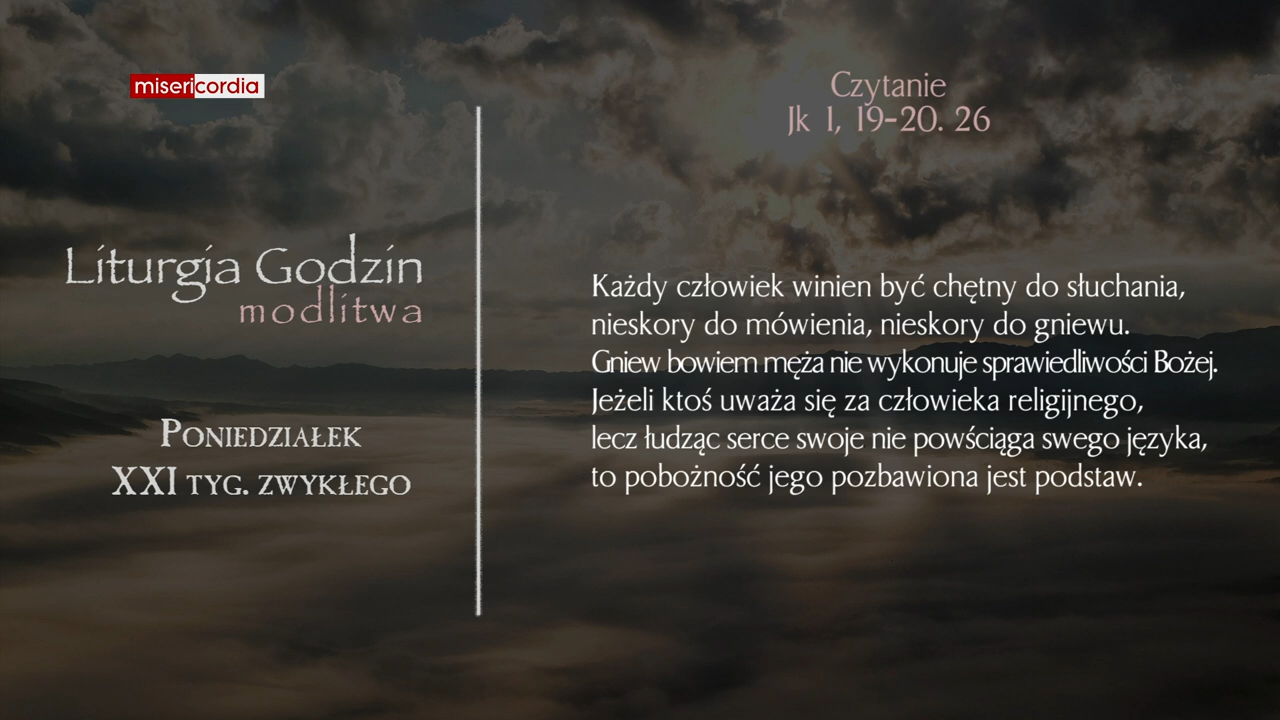 misericordia
Liturgia Godzin
modlitwa
Poniedziałek
XXI tyg. zwykłego
Czytanie
Jk 1, 19-20. 26
Każdy człowiek winien być chętny do słuchania,
nieskory do mówienia, nieskory do gniewu.
Gniew bowiem męża nie wykonuje sprawiedliwości Bożej.
Jeżeli ktoś uważa się za człowieka religijnego,
lecz łudząc serce swoje nie powściąga swego języka,
to pobożność jego pozbawiona jest podstaw.